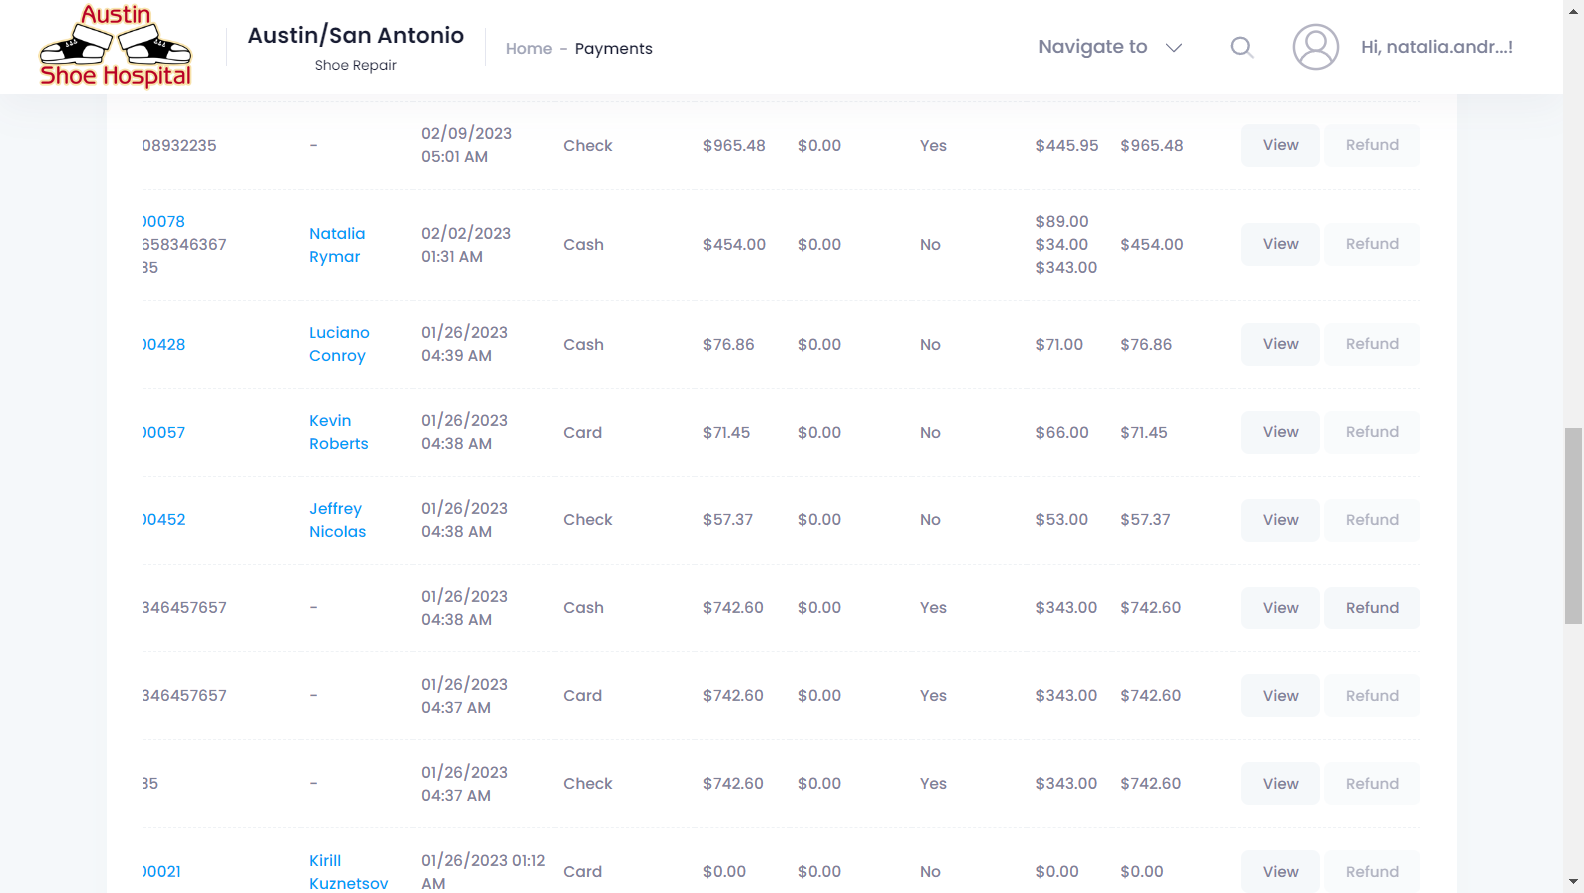 Austin
Shoe Hospital
Austin/San Antonio
Shoe Repair
Home - Payments
Navigate to
Hi, natalia.andr...!
08932235 - 02/09/2023 05:01 AM Check $965.48 $0.00 Yes $445.95 $965.48 View Refund
00078
658346367
35
Natalia
Rymar
02/02/2023
01:31 AM
Cash $454.00 $0.00 No
$89.00
$34.00
$343.00
$454.00 View Refund
00428
Luciano
Conroy
01/26/2023
04:39 AM
Cash $76.86 $0.00 No $71.00 $76.86 View Refund
00057
Kevin
Roberts
01/26/2023
04:38 AM
Card $71.45 $0.00 No $66.00 $71.45 View Refund
00452
Jeffrey
Nicolas
01/26/2023
04:38 AM
Check $57.37 $0.00 No $53.00 $57.37 View Refund
346457657 -
01/26/2023
04:38 AM
Cash $742.60 $0.00 Yes $343.00 $742.60 View Refund
346457657 -
01/26/2023
04:37 AM
Card $742.60 $0.00 Yes $343.00 $742.60 View Refund
35 -
01/26/2023
04:37 AM
Check $742.60 $0.00 Yes $343.00 $742.60 View Refund
00021
Kirill
Kuznetsov
01/26/2023 01:12
AM
Card $0.00 $0.00 No $0.00 $0.00 View Refund